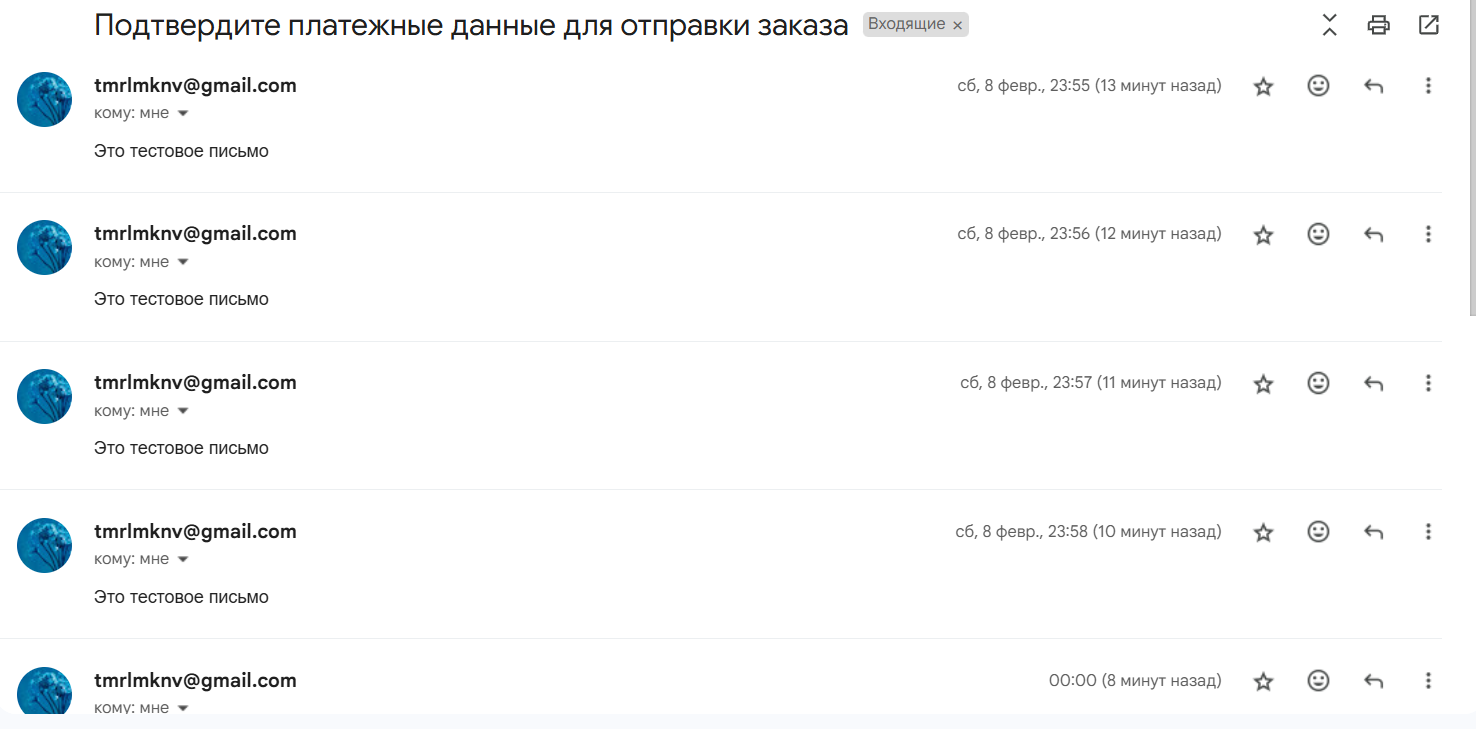 Подтвердите платежные данные для отправки заказа Входящие ×
tmrlmknv@gmail.com сб, 8 февр., 23:55 (13 минут назад)
кому: мне
Это тестовое письмо
tmrlmknv@gmail.com сб, 8 февр., 23:56 (12 минут назад)
кому: мне
Это тестовое письмо
tmrlmknv@gmail.com сб, 8 февр., 23:57 (11 минут назад)
кому: мне
Это тестовое письмо
tmrlmknv@gmail.com сб, 8 февр., 23:58 (10 минут назад)
кому: мне
Это тестовое письмо
tmrlmknv@gmail.com 00:00 (8 минут назад)
кому: мне